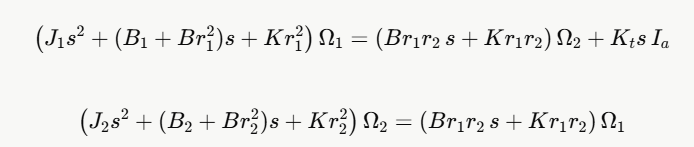 (J₁s² + (B₁ + Br₁²)s + Kr₁²) Ω₁ = (Br₁r₂ s + Kr₁r₂) Ω₂ + Kₜs Iₐ
(J₂s² + (B₂ + Br₂²)s + Kr₂²) Ω₂ = (Br₁r₂ s + Kr₁r₂) Ω₁